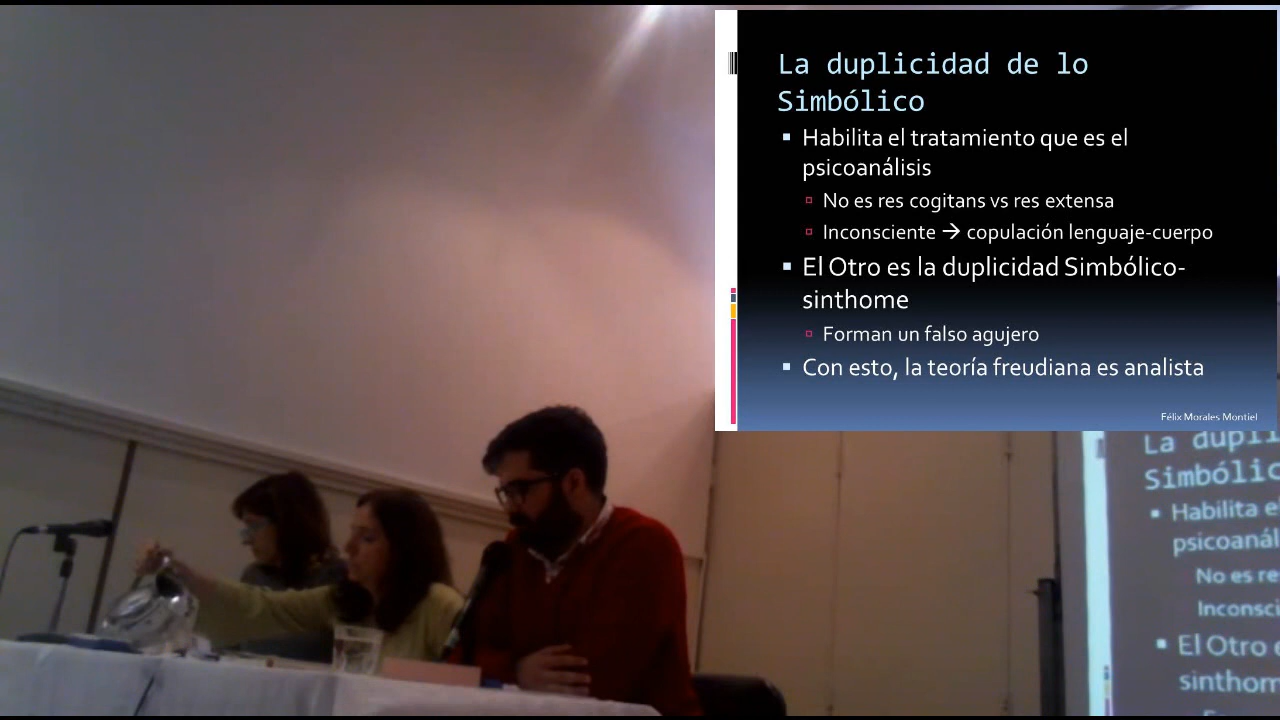 La duplicidad de lo
Simbólico
▪ Habilita el tratamiento que es el
psicoanálisis
▫ No es res cogitans vs res extensa
▫ Inconsciente → copulación lenguaje-cuerpo
▪ El Otro es la duplicidad Simbólico-
sinthome
▫ Forman un falso agujero
▪ Con esto, la teoría freudiana es analista
Félix Morales Montiel
La dupli
Simbólic
▪ Habilita e
psicoanál
No es re
Inconsci
▪ El Otro e
sinthom